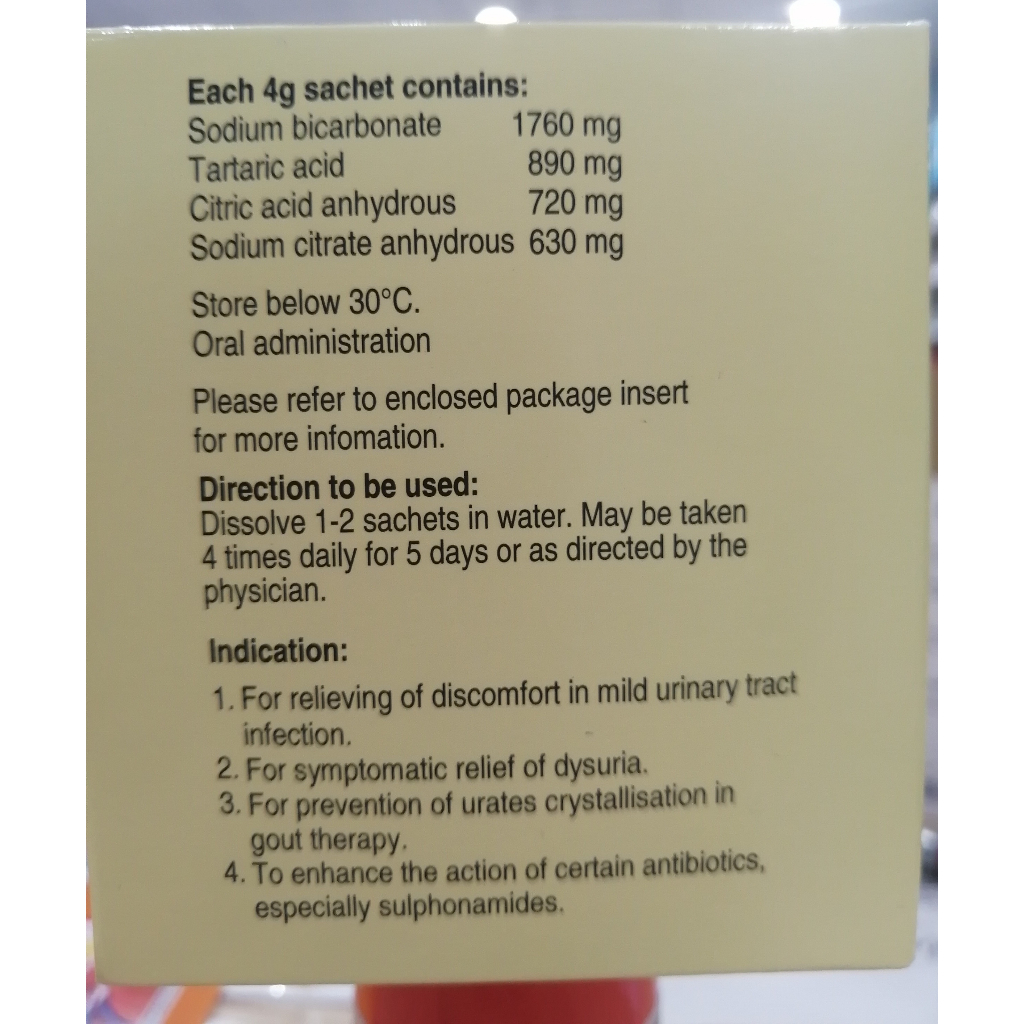 Each 4g sachet contains:
Sodium bicarbonate 1760 mg
Tartaric acid 890 mg
Citric acid anhydrous 720 mg
Sodium citrate anhydrous 630 mg
Store below 30°C.
Oral administration
Please refer to enclosed package insert
for more infomation.
Direction to be used:
Dissolve 1-2 sachets in water. May be taken
4 times daily for 5 days or as directed by the
physician.
Indication:
1. For relieving of discomfort in mild urinary tract
infection.
2. For symptomatic relief of dysuria.
3. For prevention of urates crystallisation in
gout therapy.
4. To enhance the action of certain antibiotics,
especially sulphonamides.